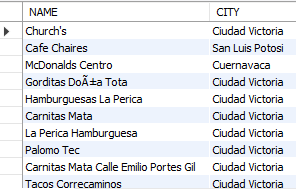 NAME CITY
Church's Ciudad Victoria
Cafe Chaires San Luis Potosi
McDonalds Centro Cuernavaca
Gorditas DoÃ±a Tota Ciudad Victoria
Hamburguesas La Perica Ciudad Victoria
Carnitas Mata Ciudad Victoria
La Perica Hamburguesa Ciudad Victoria
Palomo Tec Ciudad Victoria
Carnitas Mata Calle Emilio Portes Gil Ciudad Victoria
Tacos Correcaminos Ciudad Victoria